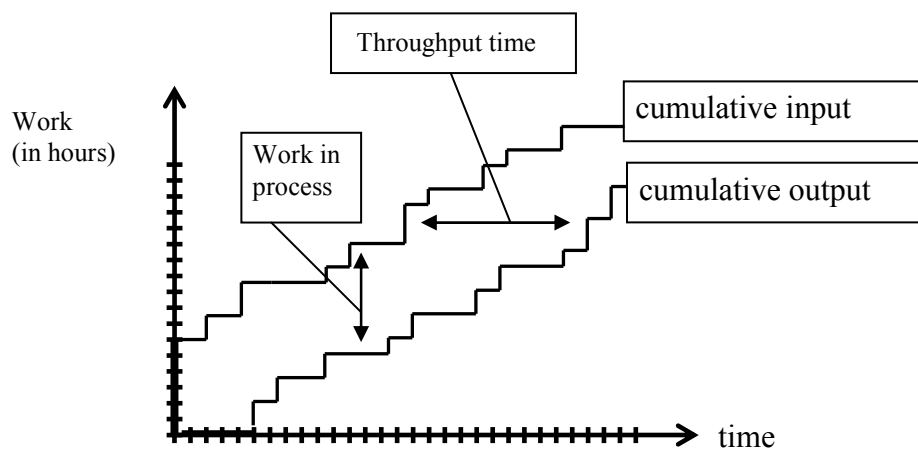 Throughput time
Work
(in hours)
Work in
process
cumulative input
cumulative output
time